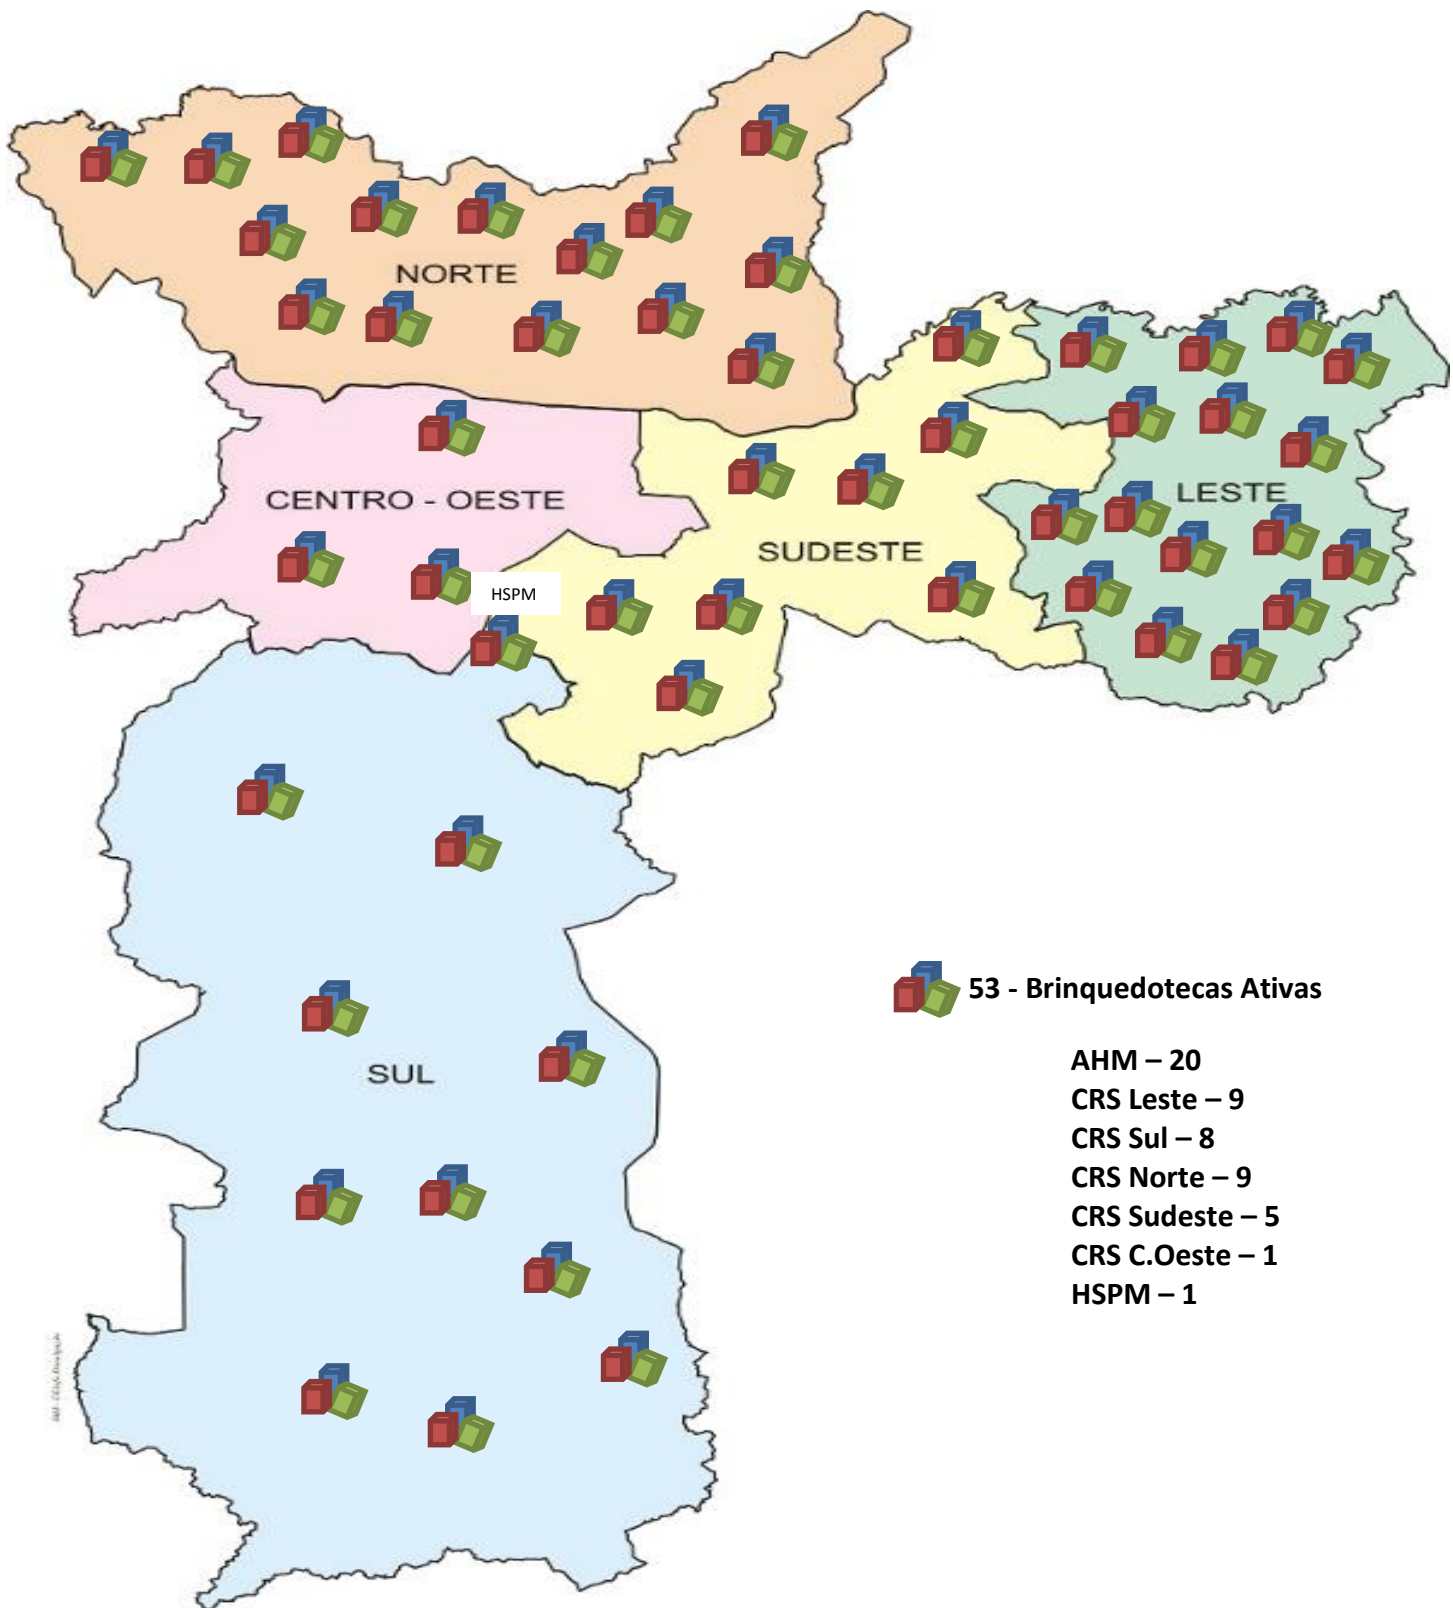 NORTE
CENTRO - OESTE
LESTE
SUDESTE
HSPM
SUL
53 - Brinquedotecas Ativas
AHM – 20
CRS Leste – 9
CRS Sul – 8
CRS Norte – 9
CRS Sudeste – 5
CRS C.Oeste – 1
HSPM – 1